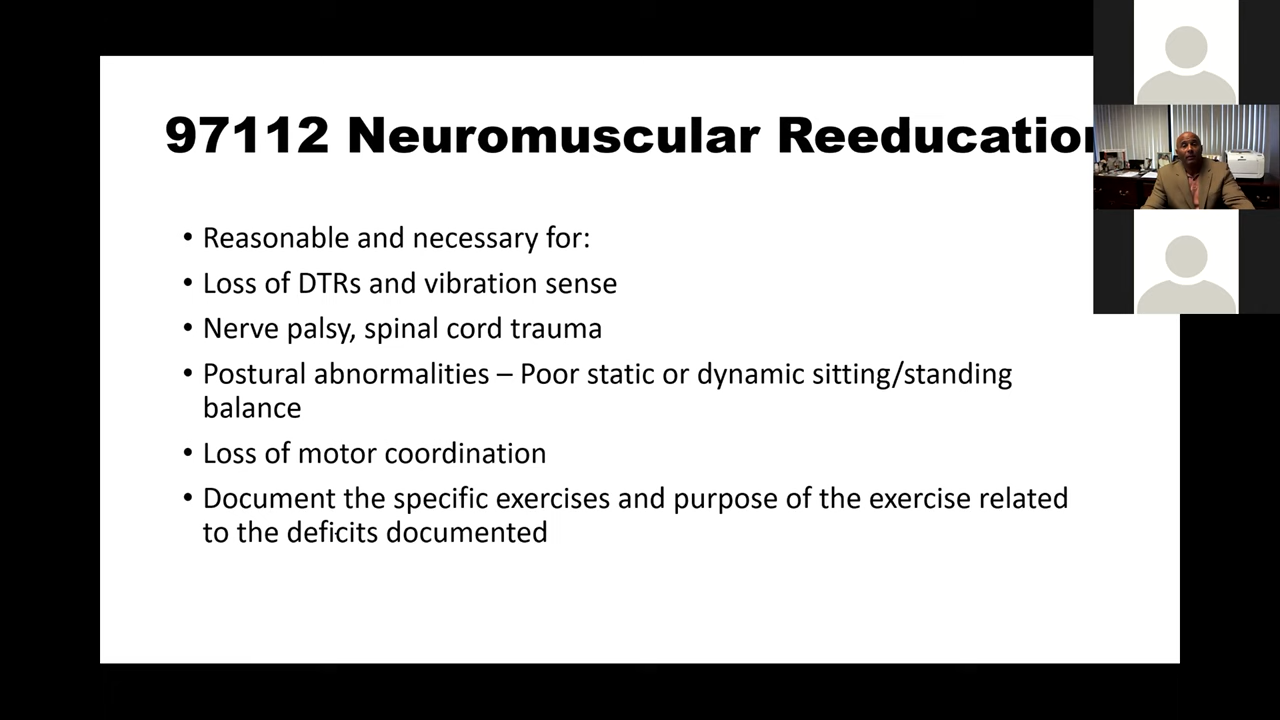 97112 Neuromuscular Reeducation
• Reasonable and necessary for:
• Loss of DTRs and vibration sense
• Nerve palsy, spinal cord trauma
• Postural abnormalities – Poor static or dynamic sitting/standing
balance
• Loss of motor coordination
• Document the specific exercises and purpose of the exercise related
to the deficits documented